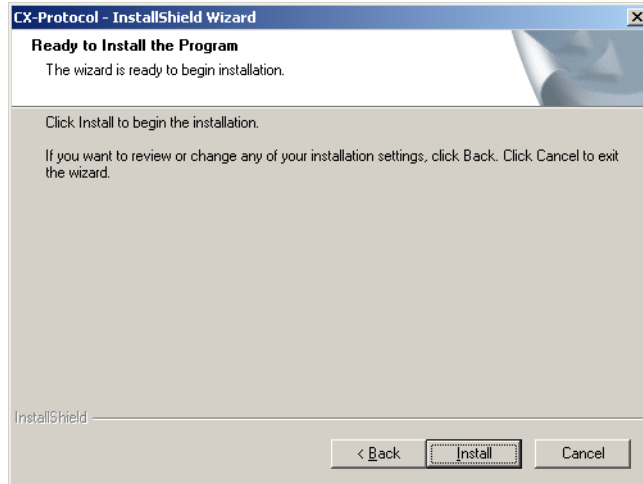 CX-Protocol - InstallShield Wizard
Ready to Install the Program
The wizard is ready to begin installation.
Click Install to begin the installation.
If you want to review or change any of your installation settings, click Back. Click Cancel to exit
the wizard.
InstallShield
< Back Install Cancel